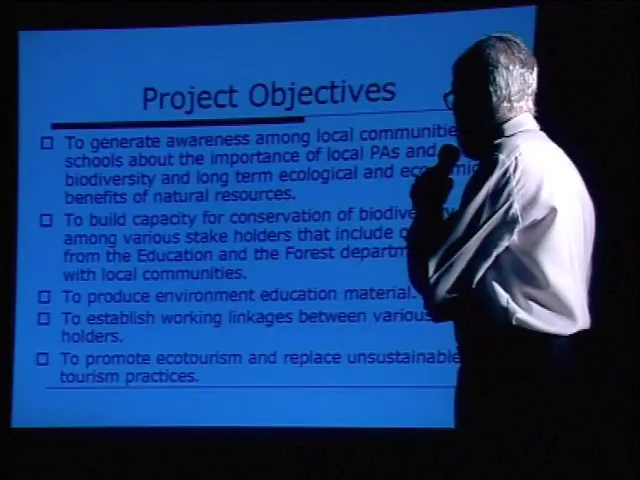 Project Objectives
To generate awareness among local communitie
schools about the importance of local PAs and
biodiversity and long term ecological and economic
benefits of natural resources.
To build capacity for conservation of biodiversity
among various stake holders that include
from the Education and the Forest departm
with local communities.
To produce environment education material.
To establish working linkages between various
holders.
To promote ecotourism and replace unsustainable
tourism practices.